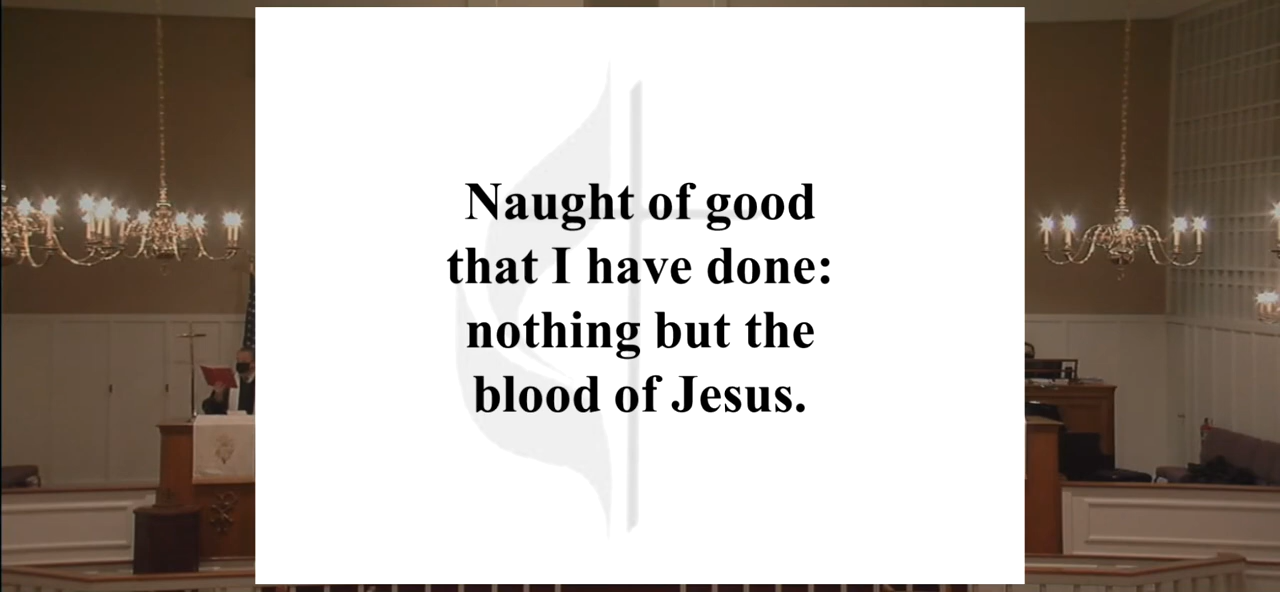 Naught of good
that I have done:
nothing but the
blood of Jesus.